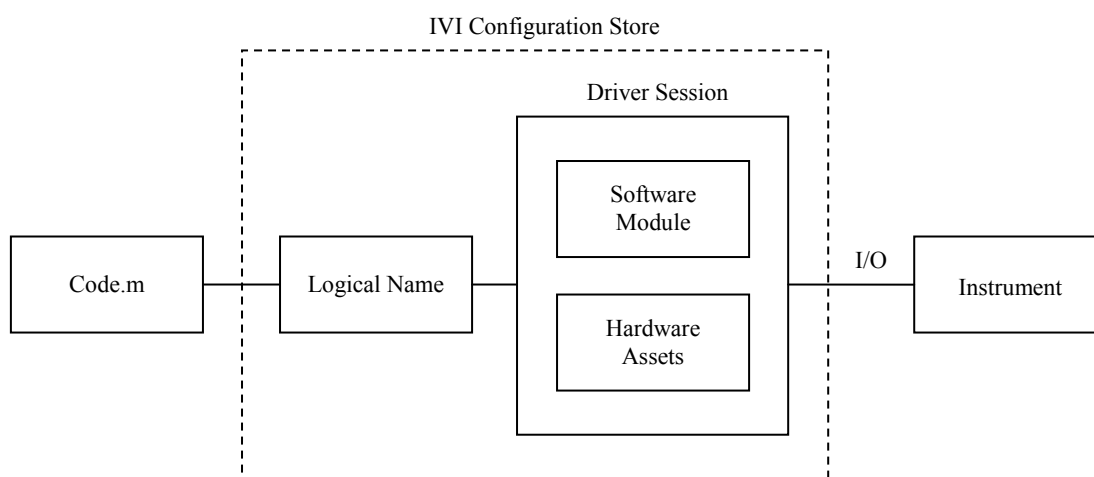 IVI Configuration Store
Driver Session
Software
Module
Code.m
Logical Name
I/O
Instrument
Hardware
Assets